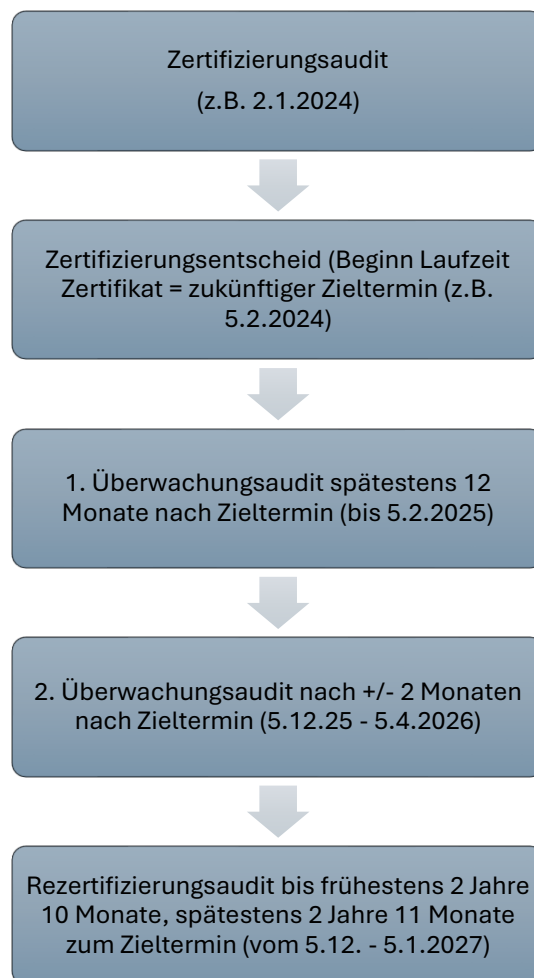 Zertifizierungsaudit
(z.B. 2.1.2024)
Zertifizierungsentscheid (Beginn Laufzeit
Zertifikat = zukünftiger Zieltermin (z.B.
5.2.2024)
1. Überwachungsaudit spätestens 12
Monate nach Zieltermin (bis 5.2.2025)
2. Überwachungsaudit nach +/- 2 Monaten
nach Zieltermin (5.12.25 - 5.4.2026)
Rezertifizierungsaudit bis frühestens 2 Jahre
10 Monate, spätestens 2 Jahre 11 Monate
zum Zieltermin (vom 5.12. - 5.1.2027)